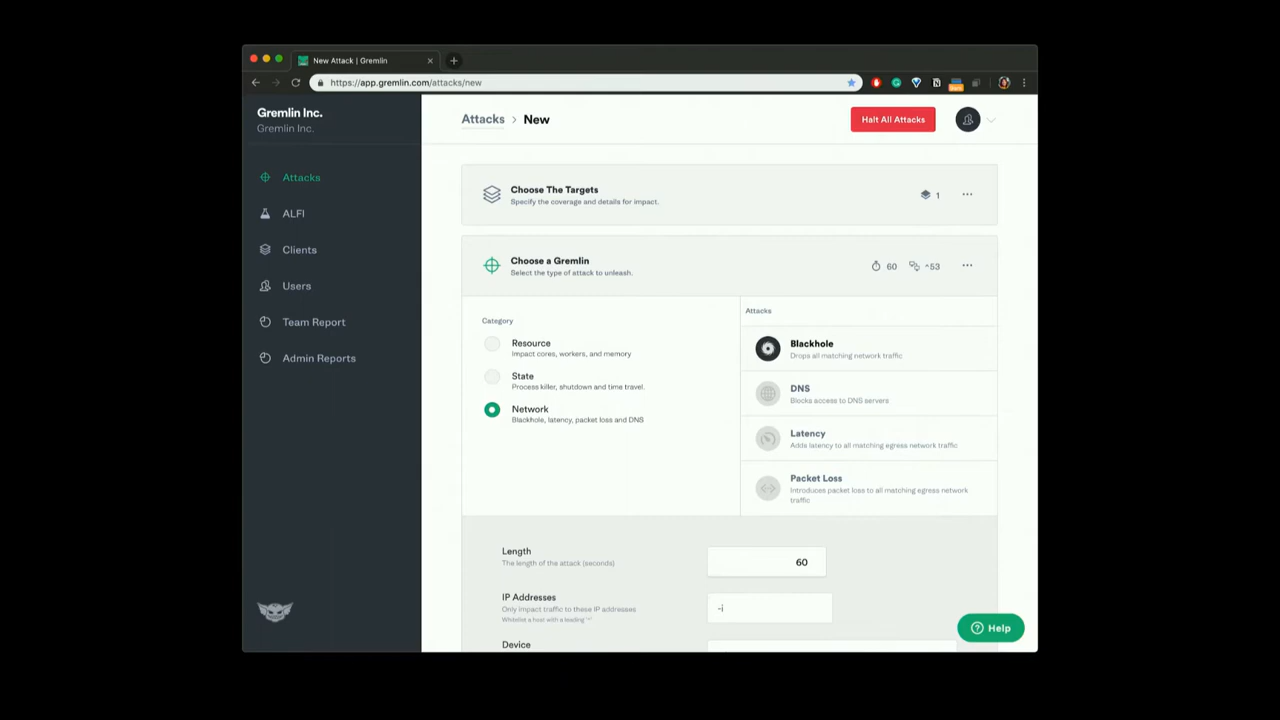 New Attack | Gremlin
https://app.gremlin.com/attacks/new
Gremlin Inc.
Gremlin Inc.
Attacks
ALFI
Clients
Users
Team Report
Admin Reports
Attacks > New
Halt All Attacks
Choose The Targets
Specify the coverage and details for impact.
1
Choose a Gremlin
Select the type of attack to unleash.
60
^53
Category
Resource
Impact cores, workers, and memory
State
Process killer, shutdown and time travel.
Network
Blackhole, latency, packet loss and DNS
Attacks
Blackhole
Drops all matching network traffic
DNS
Blocks access to DNS servers
Latency
Adds latency to all matching egress network traffic
Packet Loss
Introduces packet loss to all matching egress network
traffic
Length
The length of the attack (seconds)
60
IP Addresses
Only impact traffic to these IP addresses
Whitelist a host with a leading "^"
-i
Device
Help